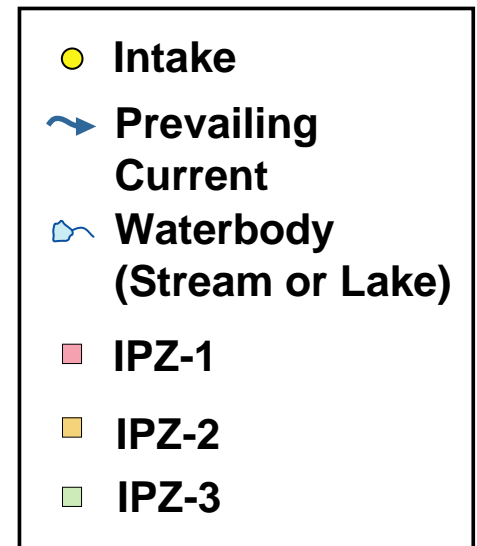 Intake
Prevailing
Current
Waterbody
(Stream or Lake)
IPZ-1
IPZ-2
IPZ-3